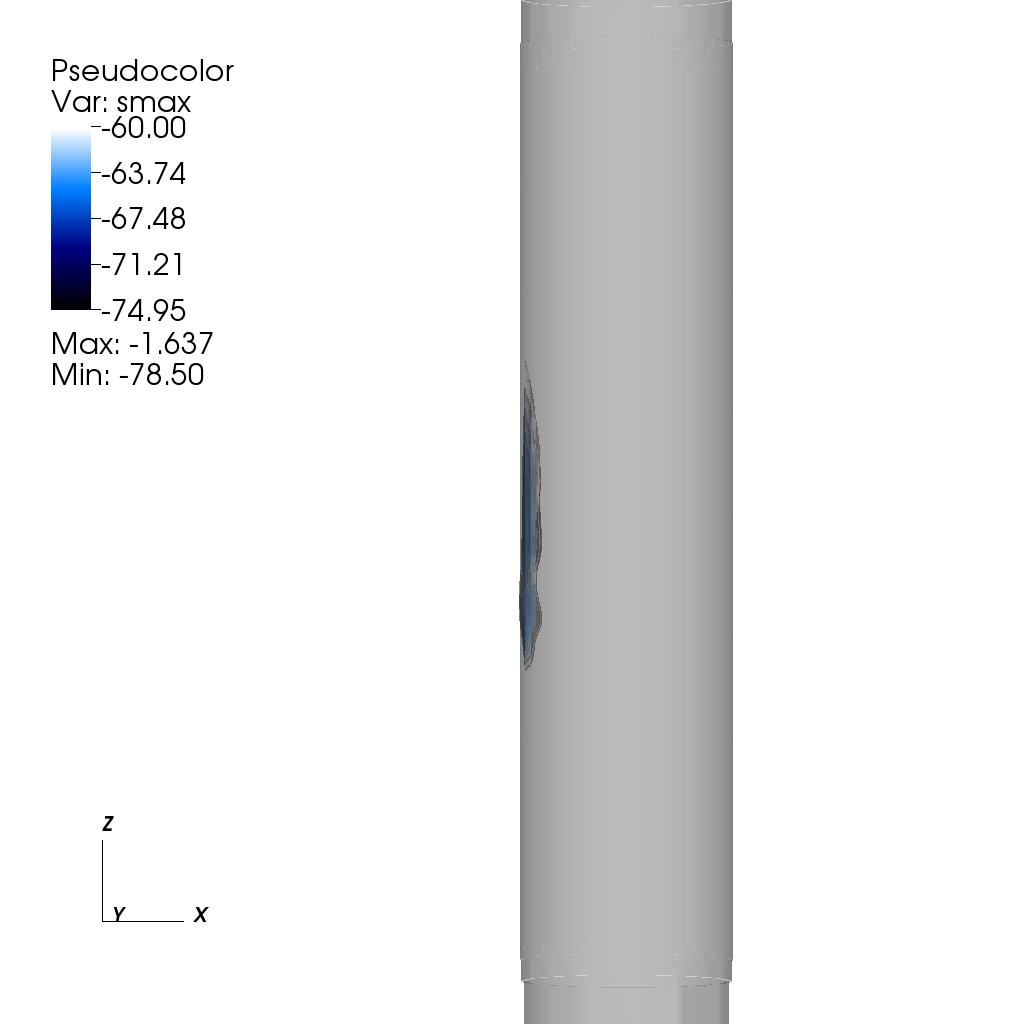 Pseudocolor
Var: smax
-60.00
-63.74
-67.48
-71.21
-74.95
Max: -1.637
Min: -78.50
Z
Y X